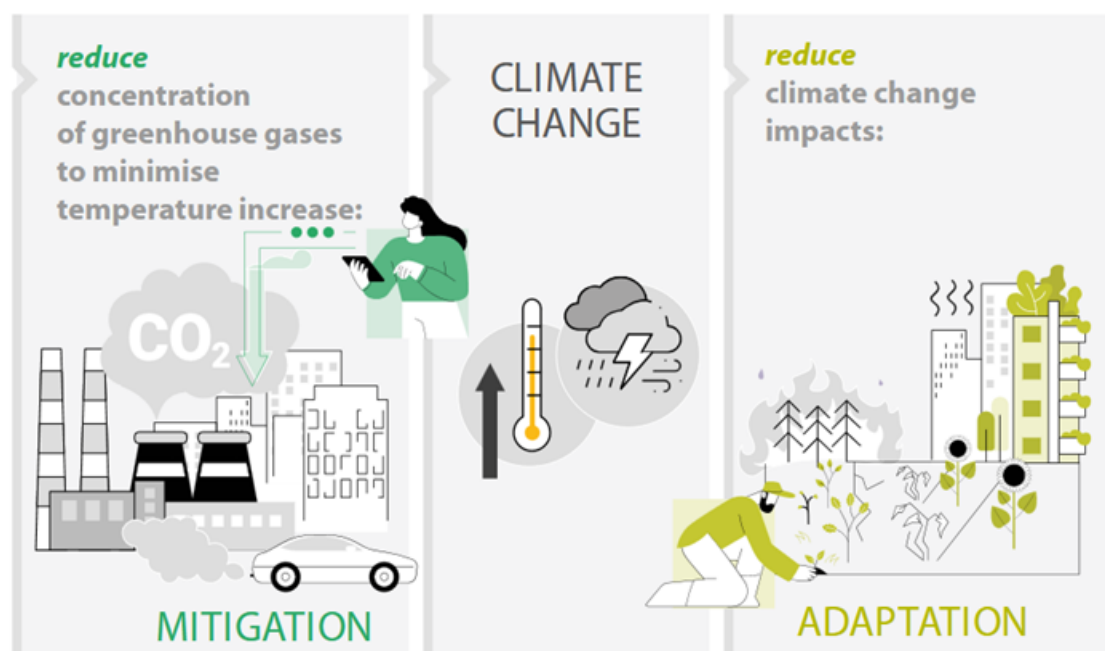 reduce
concentration
of greenhouse gases
to minimise
temperature increase:
CO2
MITIGATION
CLIMATE
CHANGE
reduce
climate change
impacts:
ADAPTATION